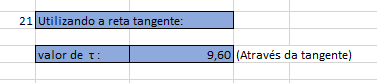 21 Utilizando a reta tangente:
valor de τ : 9,60 (Através da tangente)